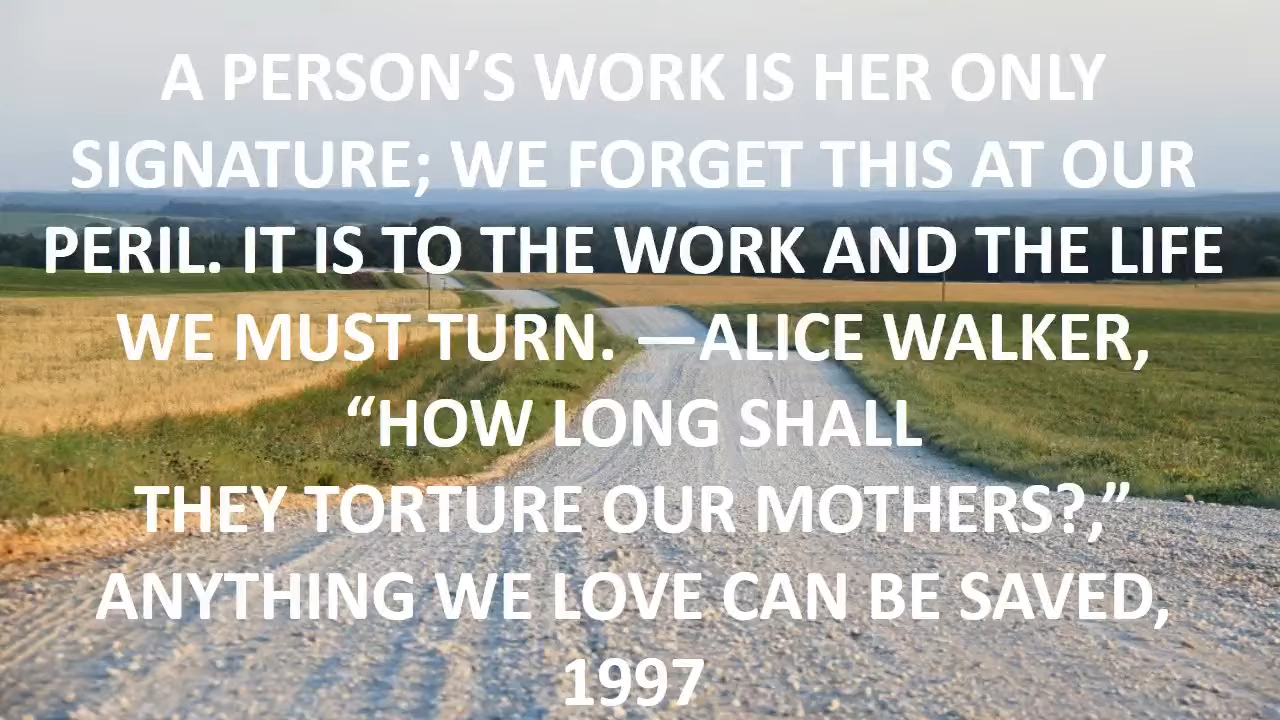 A PERSON’S WORK IS HER ONLY
SIGNATURE; WE FORGET THIS AT OUR
PERIL. IT IS TO THE WORK AND THE LIFE
WE MUST TURN. —ALICE WALKER,
“HOW LONG SHALL
THEY TORTURE OUR MOTHERS?,”
ANYTHING WE LOVE CAN BE SAVED,
1997